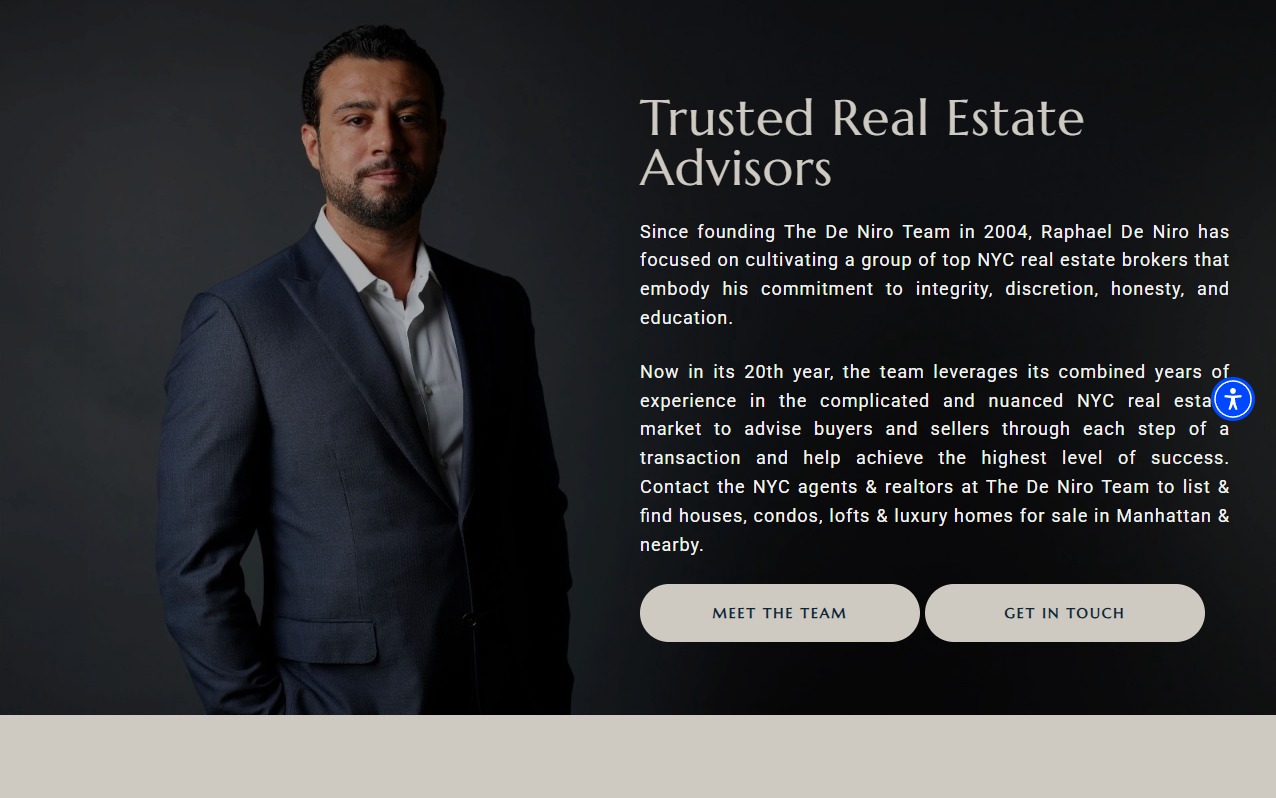 Trusted Real Estate
Advisors
Since founding The De Niro Team in 2004, Raphael De Niro has
focused on cultivating a group of top NYC real estate brokers that
embody his commitment to integrity, discretion, honesty, and
education.
Now in its 20th year, the team leverages its combined years of
experience in the complicated and nuanced NYC real estate
market to advise buyers and sellers through each step of a
transaction and help achieve the highest level of success.
Contact the NYC agents & realtors at The De Niro Team to list &
find houses, condos, lofts & luxury homes for sale in Manhattan &
nearby.
MEET THE TEAM
GET IN TOUCH